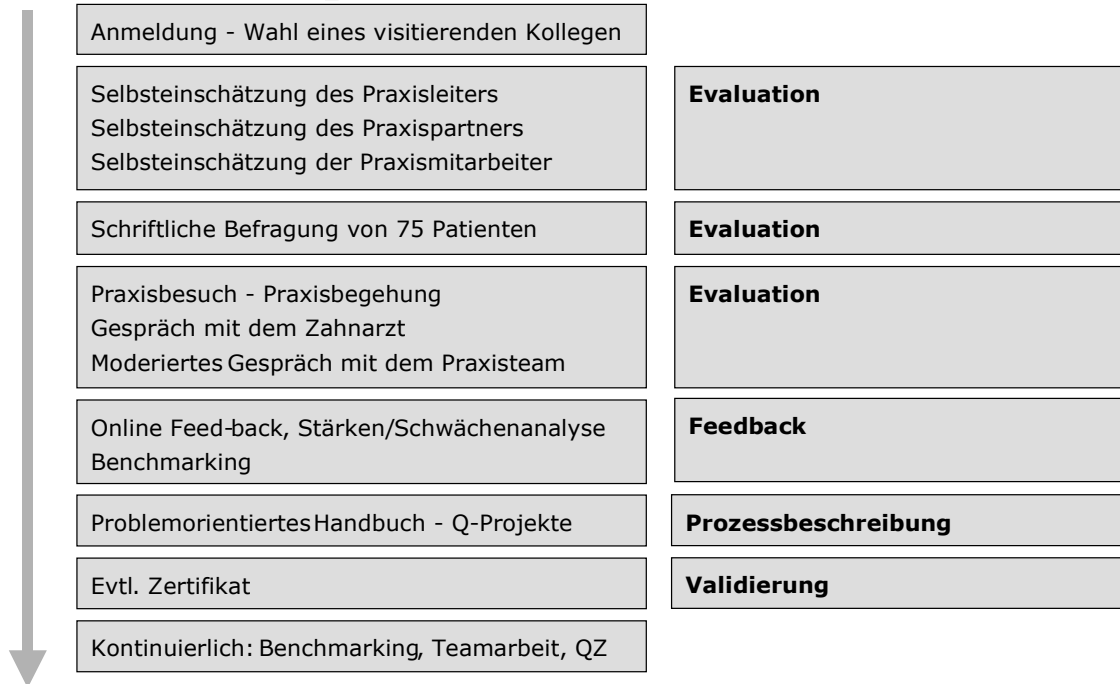 Anmeldung - Wahl eines visitierenden Kollegen
Selbsteinschätzung des Praxisleiters
Selbsteinschätzung des Praxispartners
Selbsteinschätzung der Praxismitarbeiter
Evaluation
Schriftliche Befragung von 75 Patienten
Evaluation
Praxisbesuch - Praxisbegehung
Gespräch mit dem Zahnarzt
Moderiertes Gespräch mit dem Praxisteam
Evaluation
Online Feed-back, Stärken/Schwächenanalyse
Benchmarking
Feedback
Problemorientiertes Handbuch - Q-Projekte
Prozessbeschreibung
Evtl. Zertifikat
Validierung
Kontinuierlich: Benchmarking, Teamarbeit, QZ